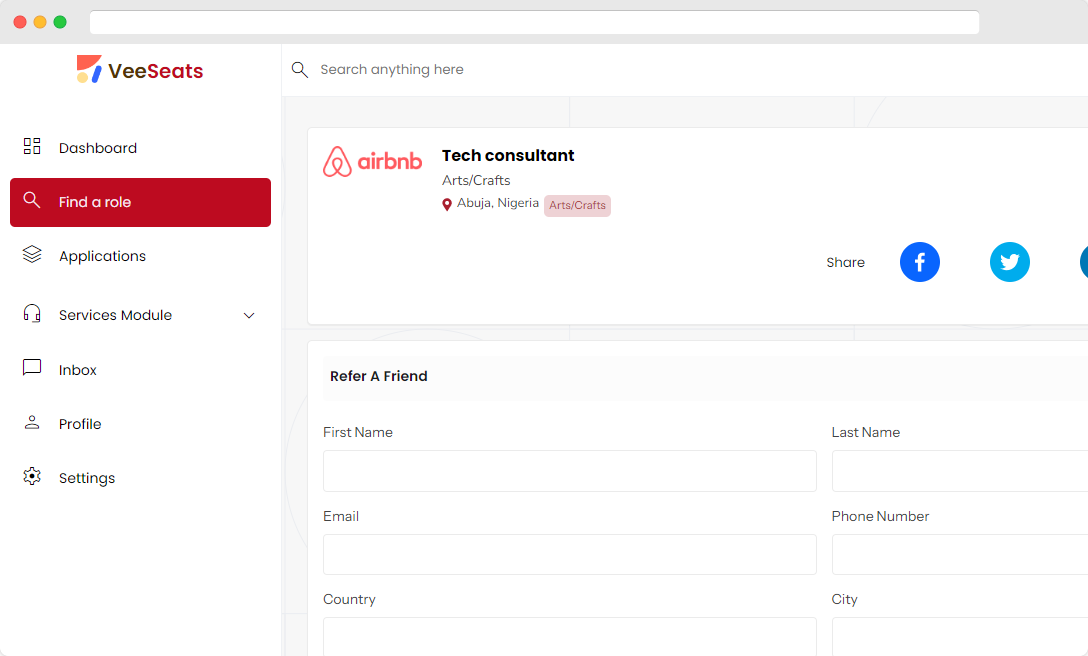 VeeSeats
Search anything here
Dashboard
Find a role
Applications
Services Module
Inbox
Profile
Settings
airbnb
Tech consultant
Arts/Crafts
Abuja, Nigeria Arts/Crafts
Share
Refer A Friend
First Name Last Name
Email Phone Number
Country City